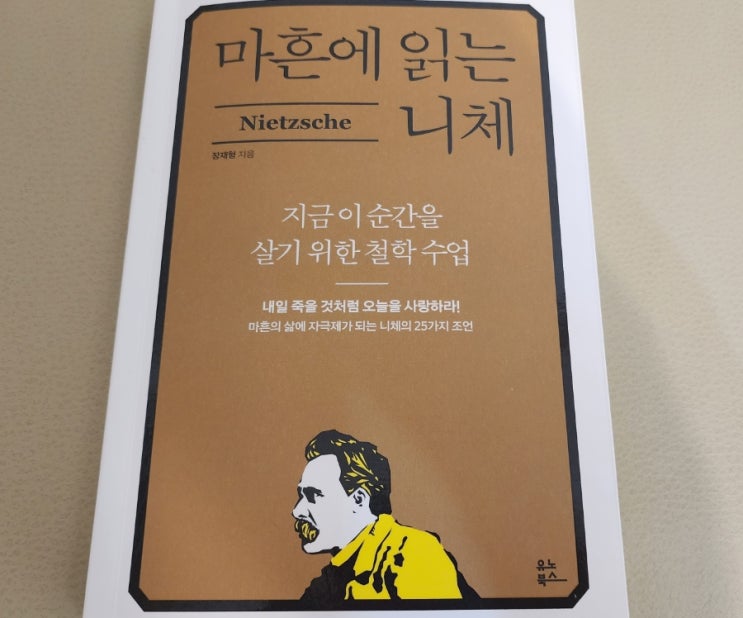 마흔에 읽는
Nietzsche 니체
장재형 지음
지금 이 순간을
살기 위한 철학 수업
내일 죽을 것처럼 오늘을 사랑하라!
마흔의 삶에 자극제가 되는 니체의 25가지 조언
유노
북스